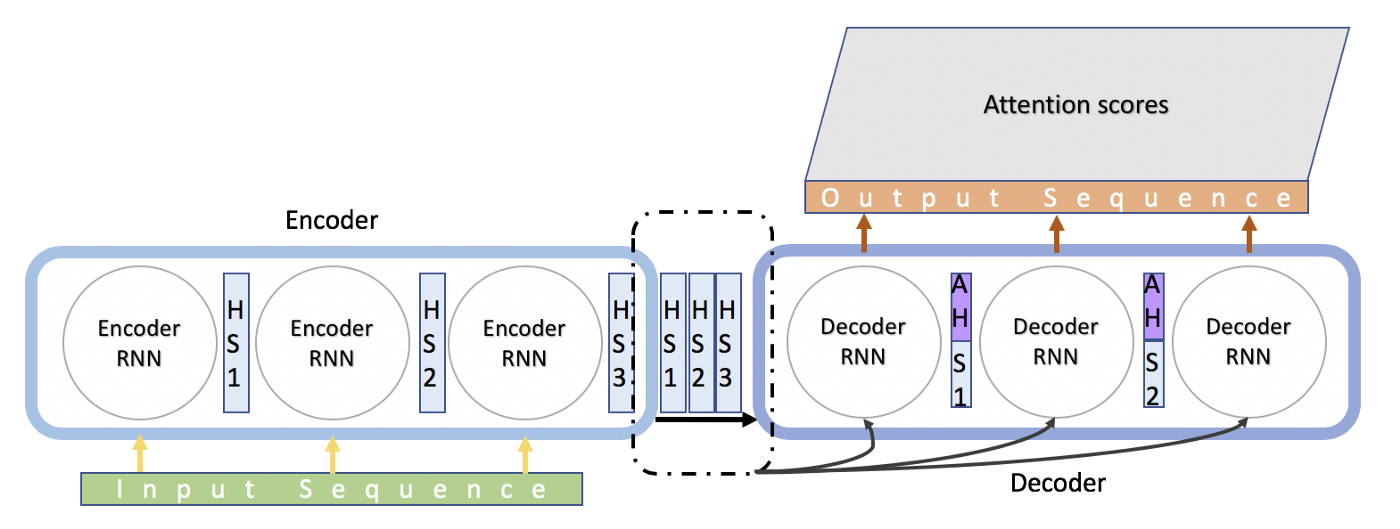 Attention scores
Output Sequence
Encoder
Encoder
RNN
HS1
Encoder
RNN
HS2
Encoder
RNN
HS3
HS1
HS2
HS3
Decoder
RNN
AHS1
Decoder
RNN
AHS2
Decoder
RNN
Decoder
Input Sequence